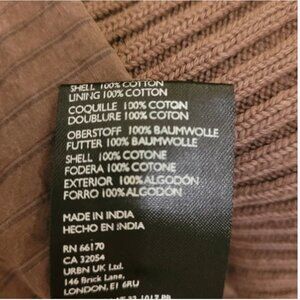 SHELL 100% COTTON
LINING 100% COTTON
COQUILLE 100% COTON
DOUBLURE 100% COTON
OBERSTOFF 100% BAUMWOLLE
FUTTER 100% BAUMWOLLE
SHELL 100% COTONE
FODERA 100% COTONE
EXTERIOR 100% ALGODÓN
FORRO 100% ALGODÓN
MADE IN INDIA
HECHO EN INDIA
RN 66170
CA 32054
URBN UK Ltd.
146 Brick Lane,
LONDON, E1 6RU